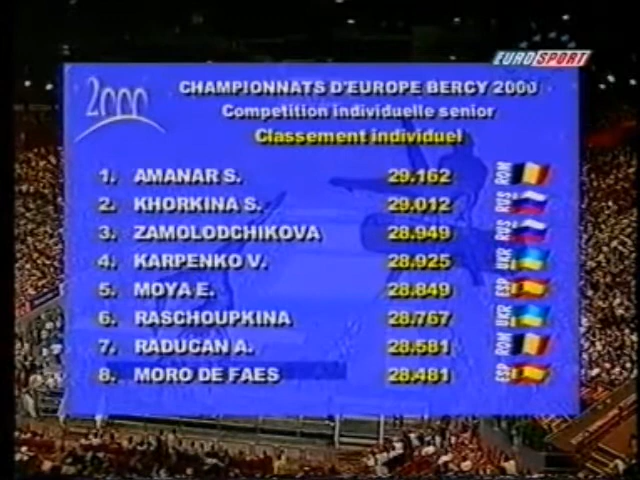 EUROSPORT
2000
CHAMPIONNATS D'EUROPE BERCY 2000
Competition individuelle senior
Classement individuel
1. AMANAR S. 29.162 ROM
2. KHORKINA S. 29.012 RUS
3. ZAMOLODCHIKOVA 28.949 RUS
4. KARPENKO V. 28.925 UKR
5. MOYA E. 28.849 ESP
6. RASCHOUPKINA 28.767 UKR
7. RADUCAN A. 28.581 ROM
8. MORO DE FAES 28.481 ESP